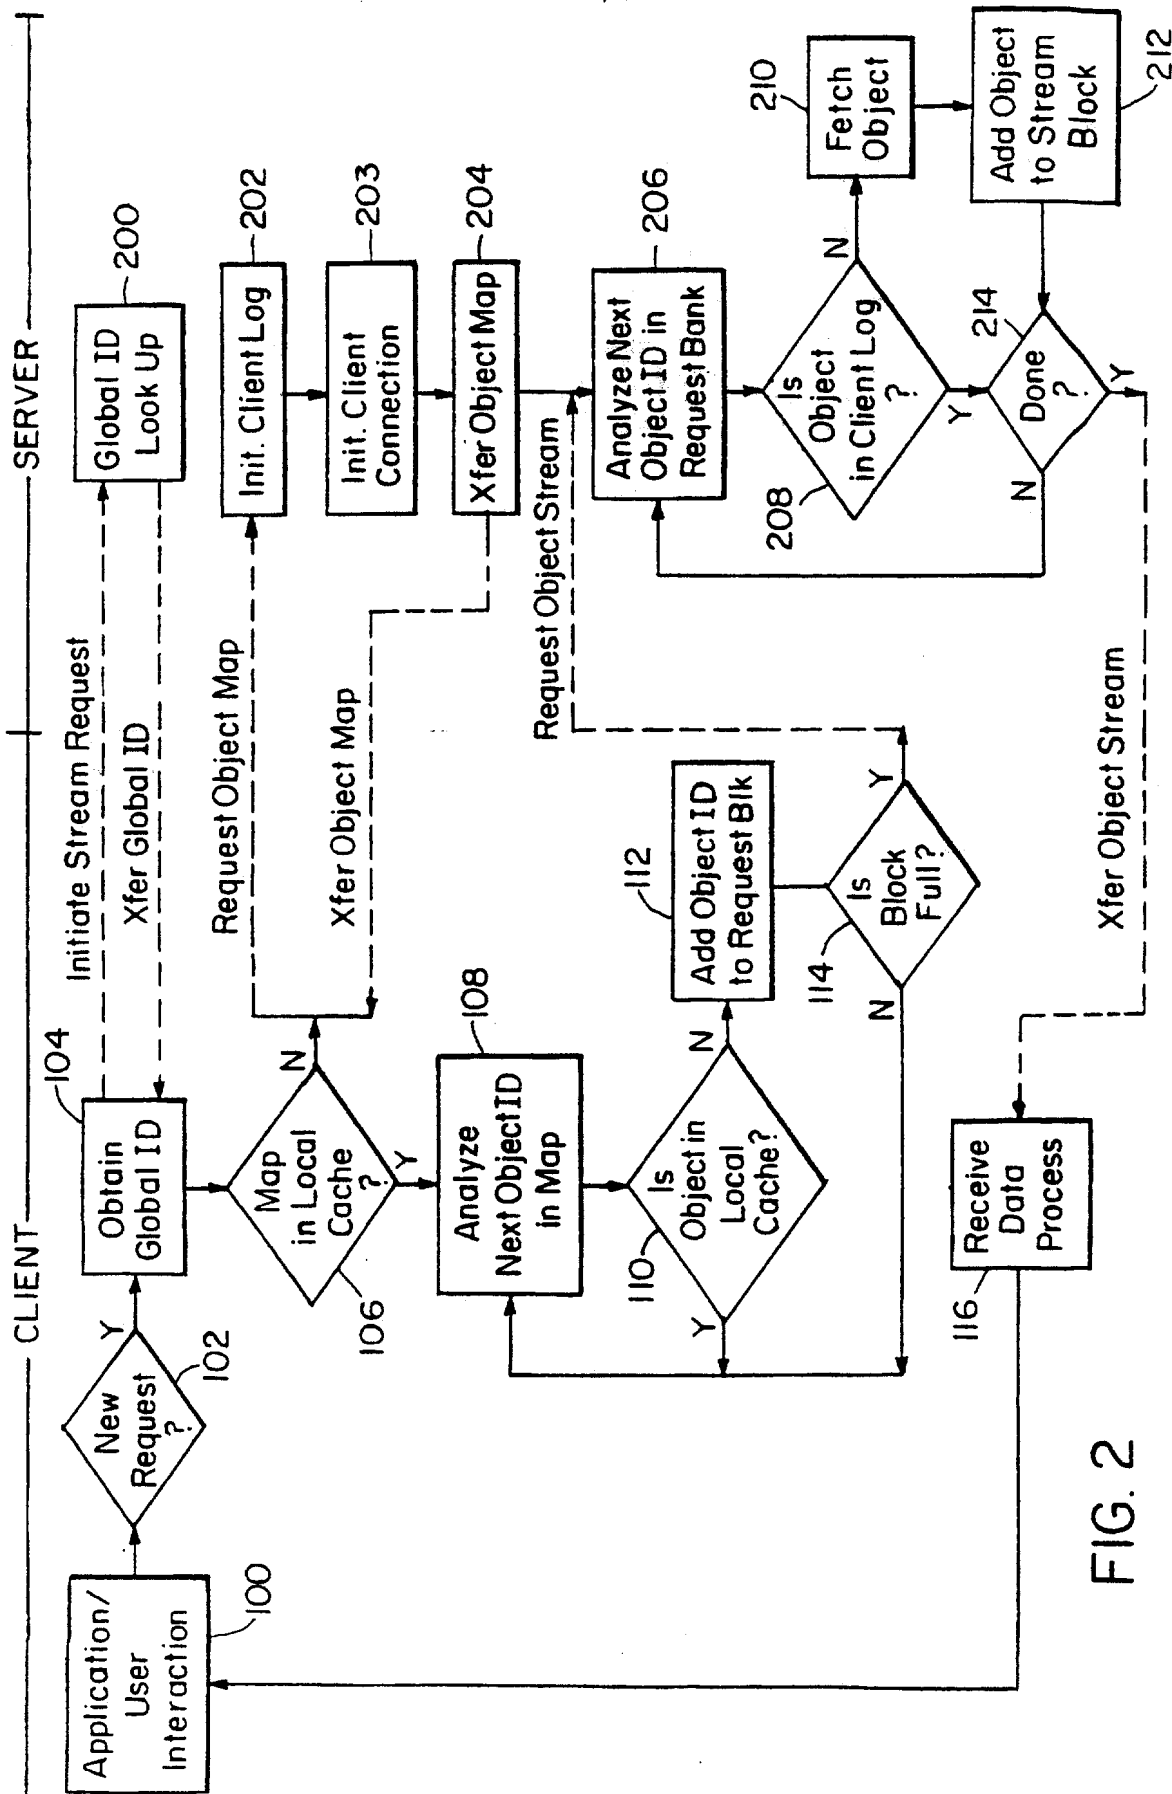 CLIENT
SERVER
Application/
User
Interaction
100
New
Request
?
102
Y
Obtain
Global ID
104
Initiate Stream Request
Xfer Global ID
Global ID
Look Up
200
Map
in Local
Cache
?
106
N
Y
Request Object Map
Xfer Object Map
Init. Client Log
202
Init. Client
Connection
203
Xfer Object Map
204
Analyze
Next Object ID
in Map
108
Is
Object in
Local
Cache?
110
Y
N
Add Object ID
to Request Blk
112
Is
Block
Full?
114
N
Y
Request Object Stream
Analyze Next
Object ID in
Request Bank
206
Is
Object
in Client Log
?
208
N
Y
Fetch
Object
210
Add Object
to Stream
Block
212
Done
?
214
N
Y
Xfer Object Stream
Receive
Data
Process
116
FIG. 2